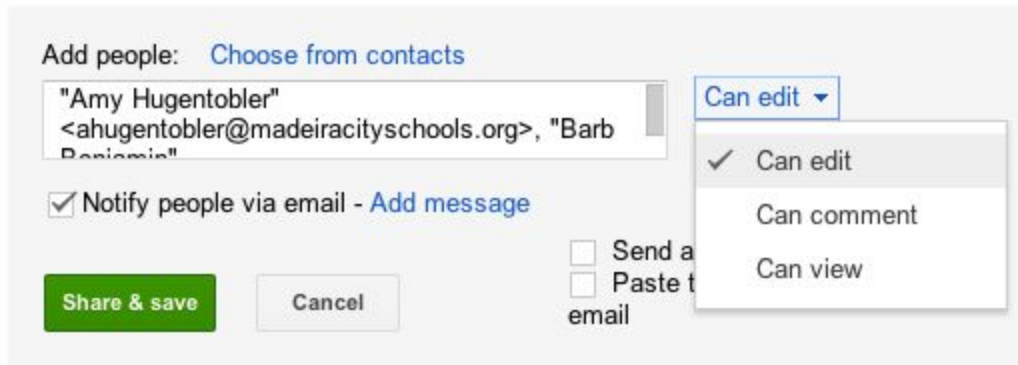 Add people: Choose from contacts
"Amy Hugentobler"
<ahugentobler@madeiracityschools.org>, "Barb
Can edit
Can edit
Can comment
Can view
Notify people via email - Add message
Send a
Paste t
email
Share & save
Cancel